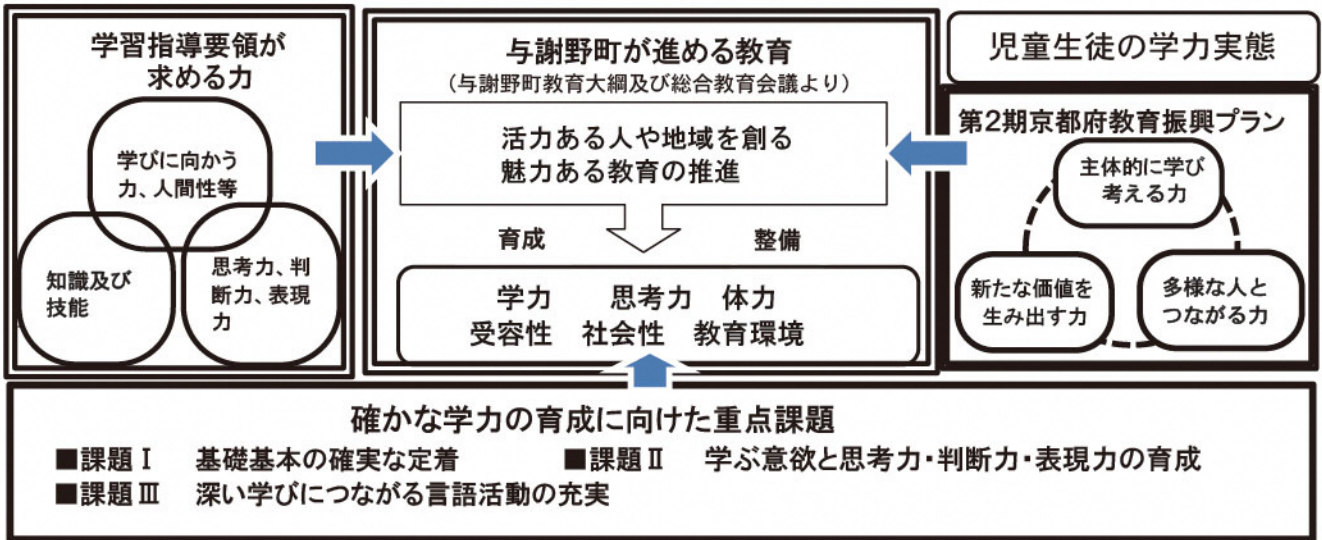 学習指導要領が
求める力
学びに向かう
力、人間性等
知識及び
技能
思考力、判
断力、表現
力
与謝野町が進める教育
(与謝野町教育大綱及び総合教育会議より)
活力ある人や地域を創る
魅力ある教育の推進
育成 整備
学力 思考力 体力
受容性 社会性 教育環境
児童生徒の学力実態
第2期京都府教育振興プラン
主体的に学び
考える力
新たな価値を
生み出す力
多様な人と
つながる力
確かな学力の育成に向けた重点課題
■課題Ⅰ 基礎基本の確実な定着 ■課題Ⅱ 学ぶ意欲と思考力・判断力・表現力の育成
■課題Ⅲ 深い学びにつながる言語活動の充実